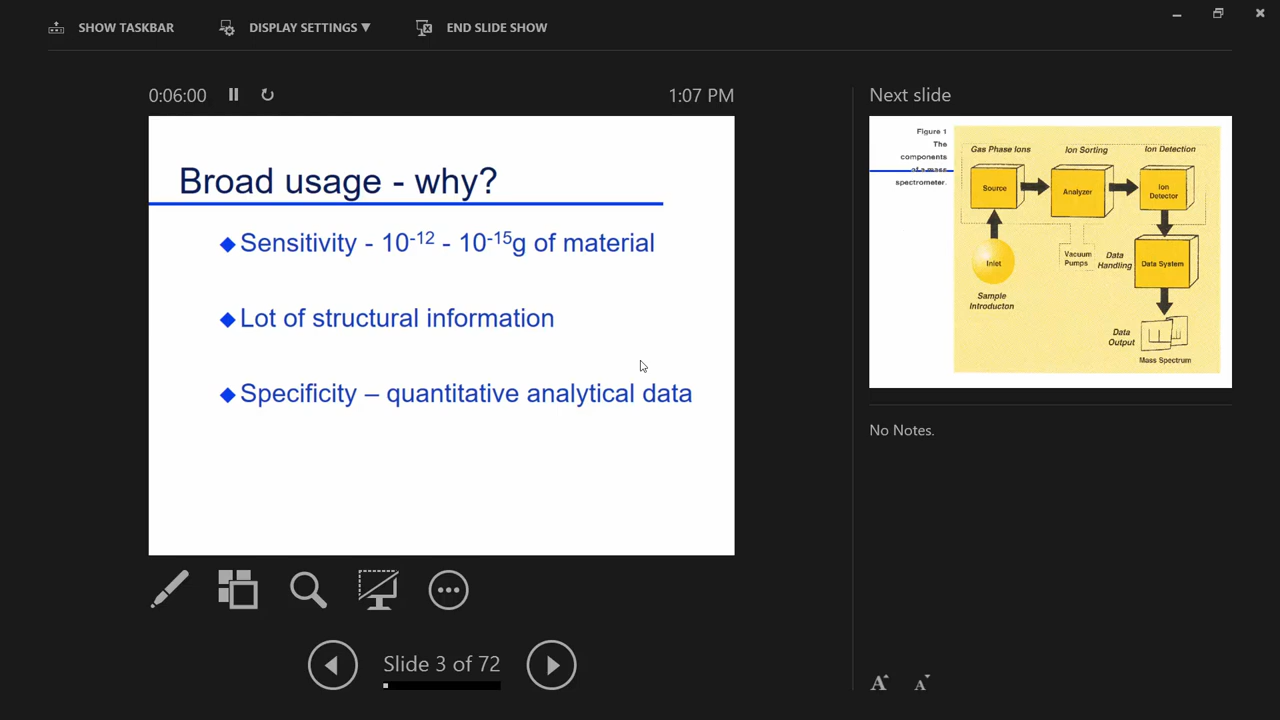 SHOW TASKBAR
DISPLAY SETTINGS ▼
END SLIDE SHOW
0:06:00
1:07 PM
Broad usage - why?
◆Sensitivity - 10⁻¹² - 10⁻¹⁵g of material
◆Lot of structural information
◆Specificity – quantitative analytical data
Slide 3 of 72
Next slide
Figure 1
The
components
of a mass
spectrometer.
Gas Phase Ions
Ion Sorting
Ion Detection
Source
Analyzer
Ion
Detector
Inlet
Vacuum
Pumps
Data
Handling
Data System
Sample
Introducton
Data
Output
Mass Spectrum
No Notes.
A
A